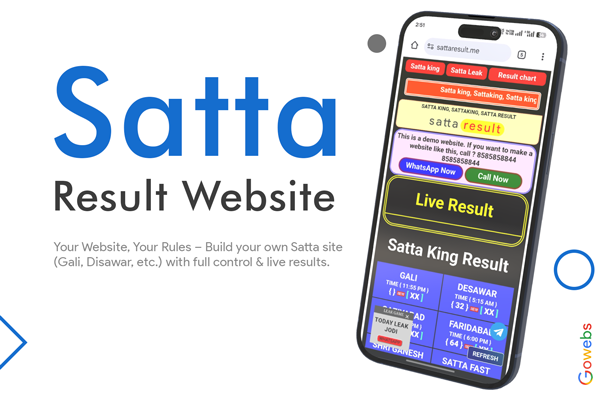 Satta
Result Website
Your Website, Your Rules – Build your own Satta site
(Gali, Disawar, etc.) with full control & live results.
2:51
sattaresult.me
Satta king
Satta Leak
Result chart
Satta king, Sattaking, Satta king
SATTA KING, SATTAKING, SATTA RESULT
satta result
This is a demo website. If you want to make a
website like this, call ? 8585858844
8585858844
WhatsApp Now
Call Now
Live Result
Satta King Result
GALI
TIME ( 11:55 PM )
{ } [ XX ]
DESAWAR
TIME ( 5:15 AM )
{ 32 } [ XX ]
FARIDABAD
TIME ( 6:00 PM )
{ 64 }
TODAY LEAK
JODI
REFRESH
SHRI GANESH
SATTA FAST
Gowebs